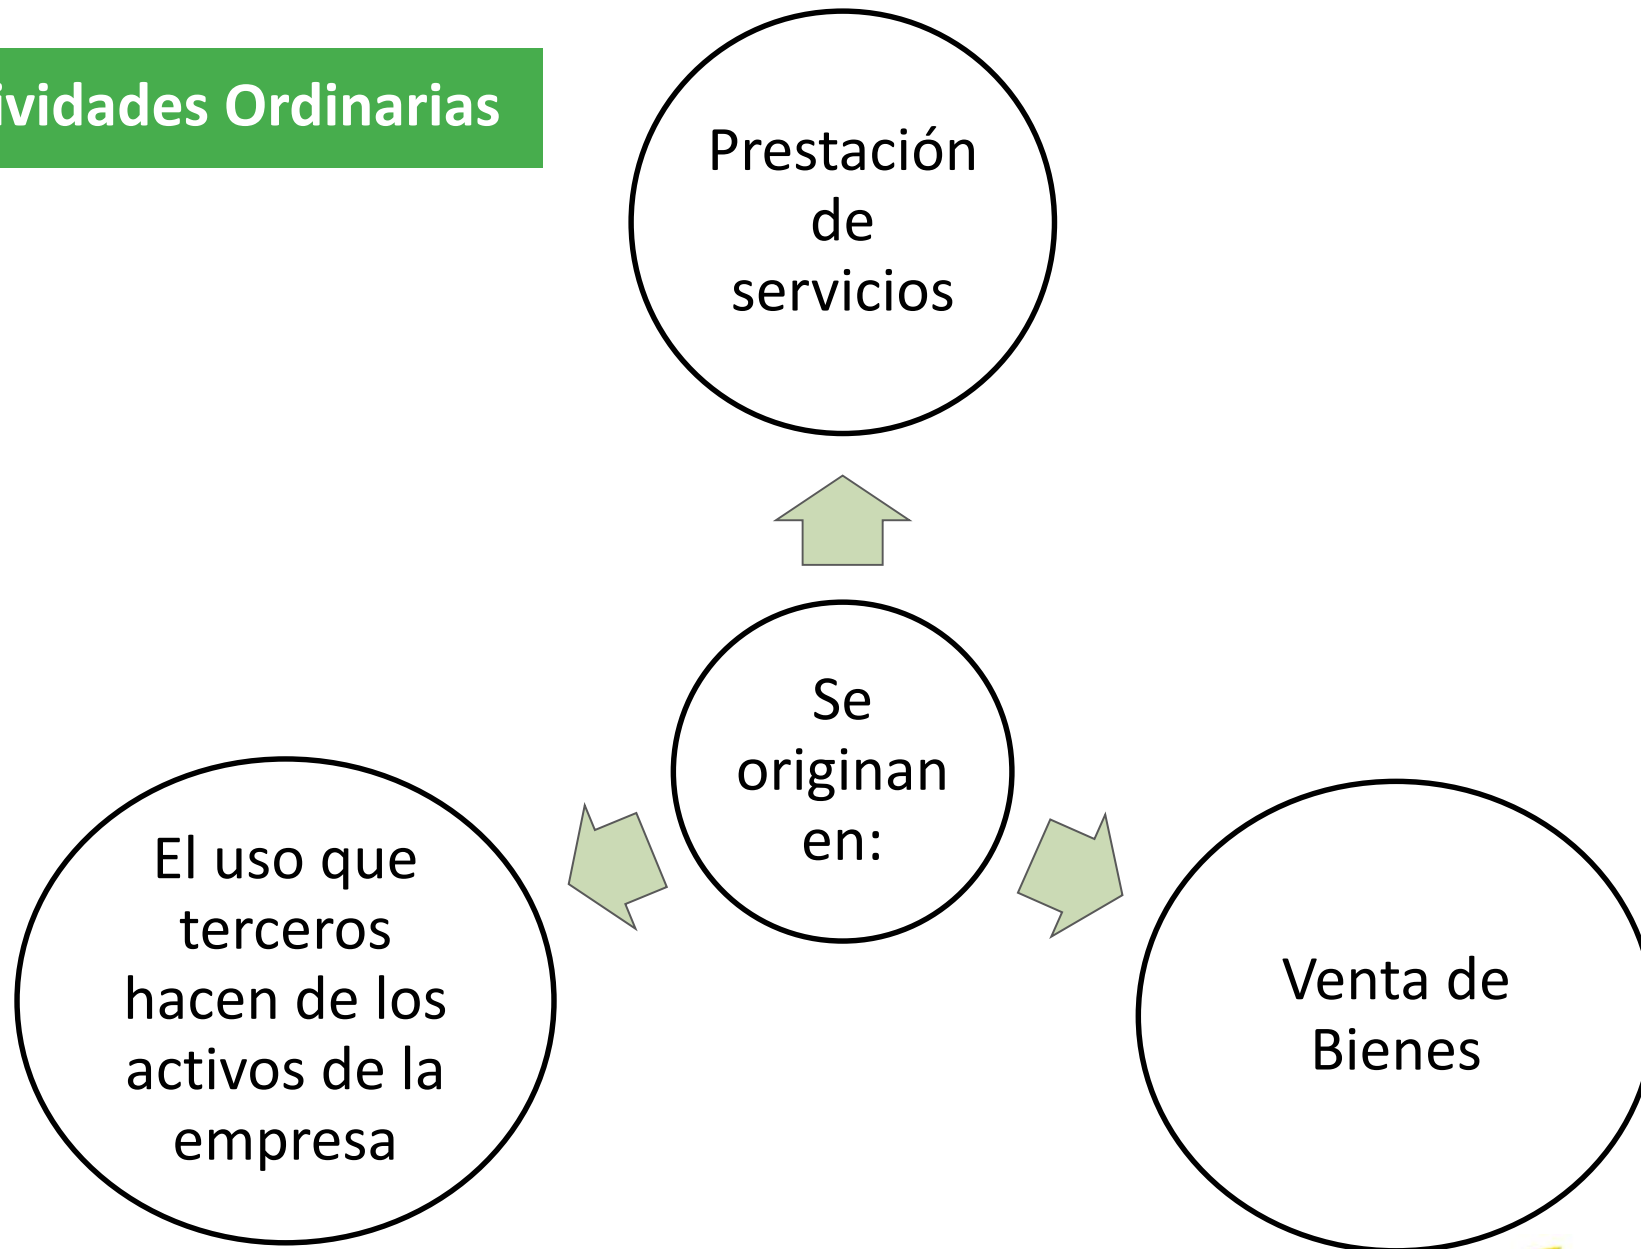 ividades Ordinarias
Prestación
de
servicios
Se
originan
en:
El uso que
terceros
hacen de los
activos de la
empresa
Venta de
Bienes